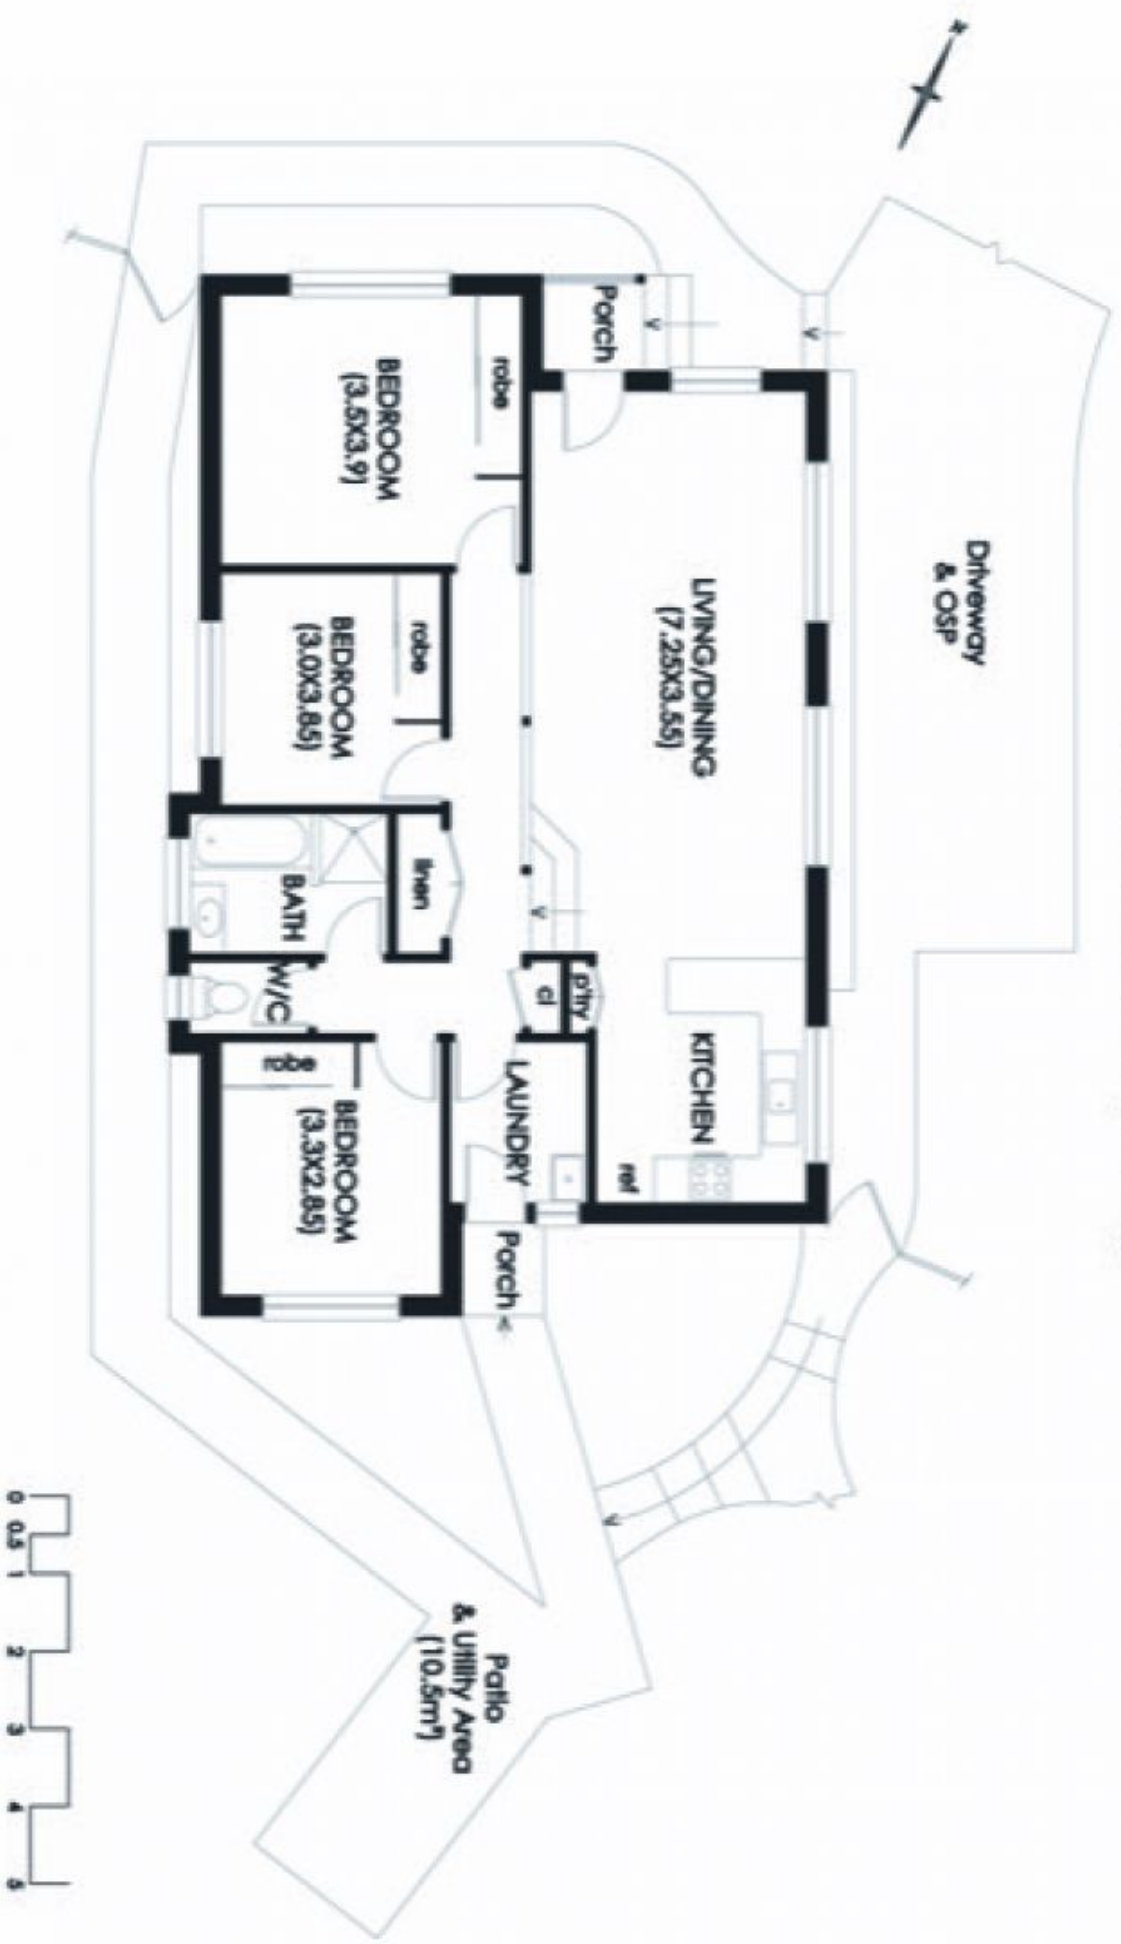 N
Driveway
& OSP
Porch
V
V
LIVING/DINING
(7.25X3.55)
KITCHEN
ref
p'try
cl
V
robe
BEDROOM
(3.5X3.9)
robe
BEDROOM
(3.0X3.85)
linen
BATH
W/C
LAUNDRY
robe
BEDROOM
(3.3X2.85)
Porch <
V
Patio
& Utility Area
(10.5m²)
0 0.5 1 2 3 4 5